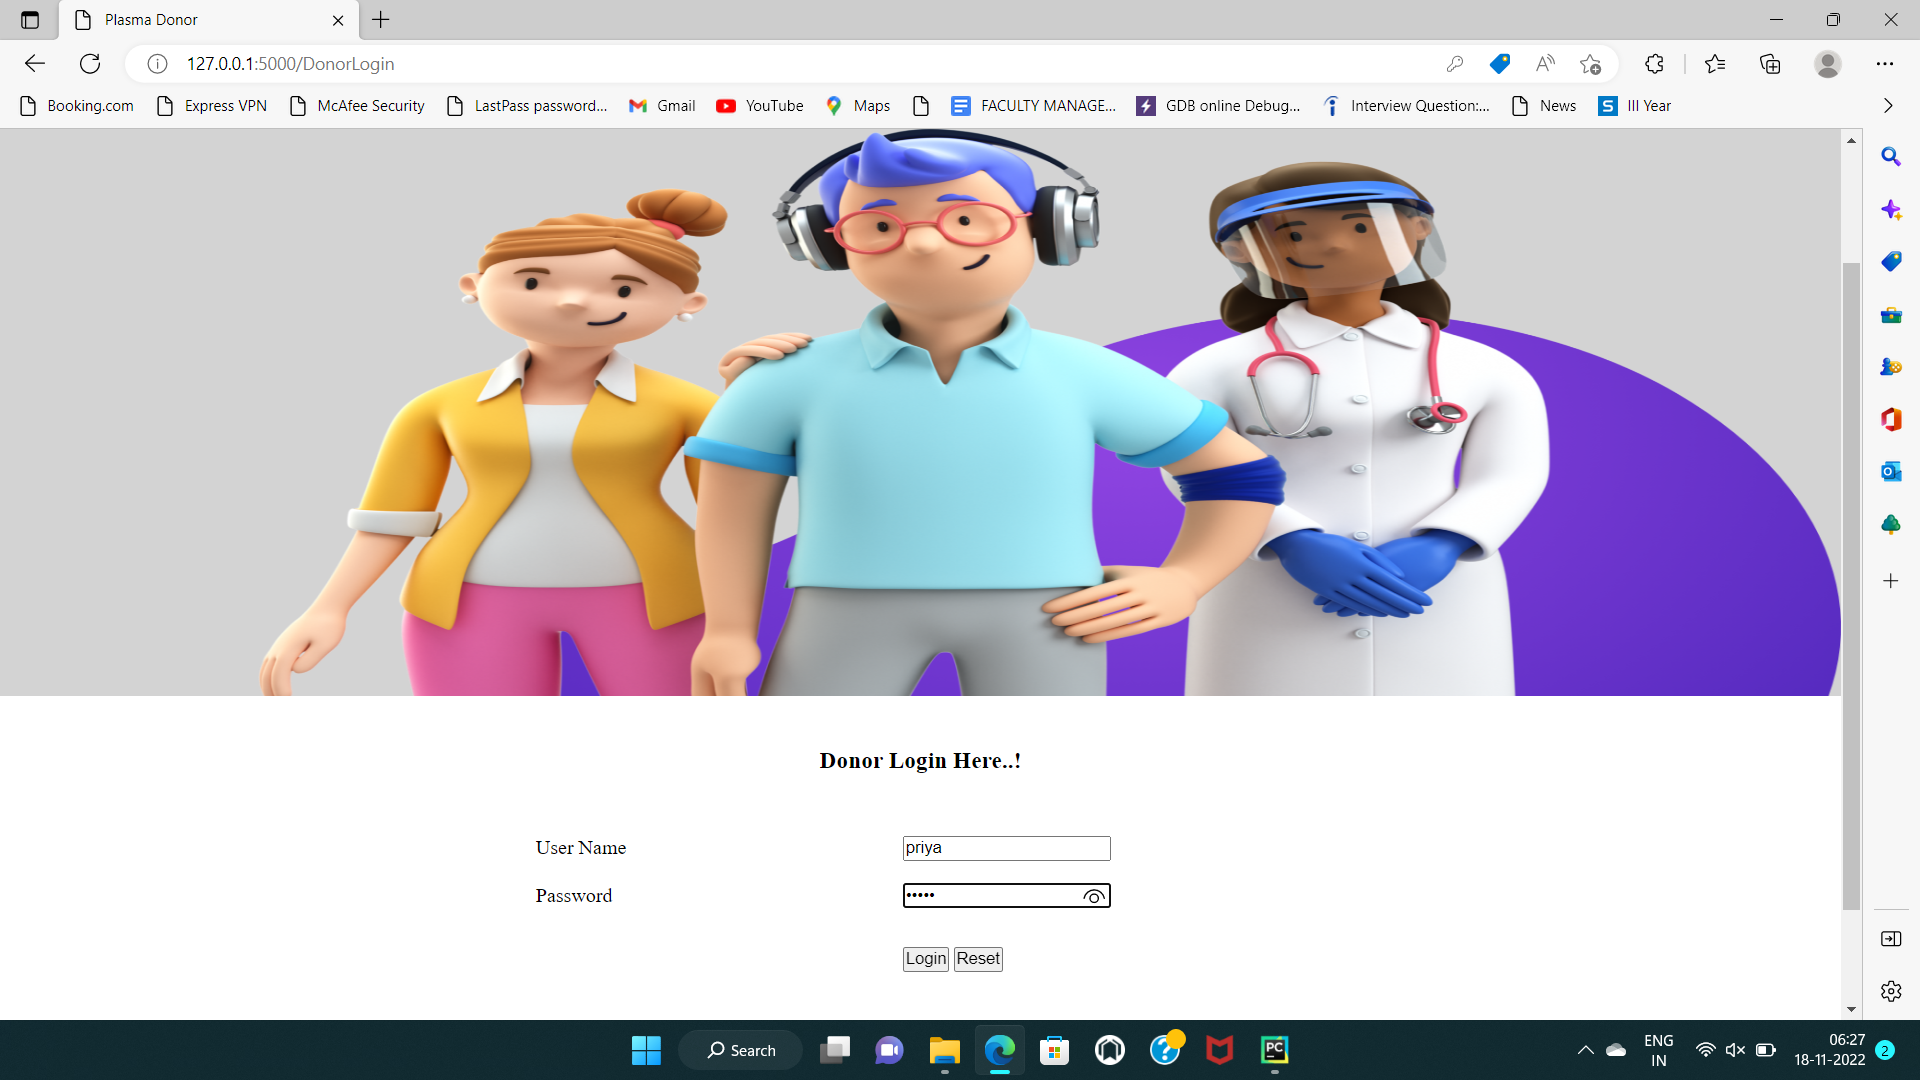 Plasma Donor
127.0.0.1:5000/DonorLogin
Booking.com Express VPN McAfee Security LastPass password... Gmail YouTube Maps FACULTY MANAGE... GDB online Debug... Interview Question:... News III Year
Donor Login Here..!
User Name priya
Password •••••
Login Reset
Search
ENG
IN
06:27
18-11-2022
2